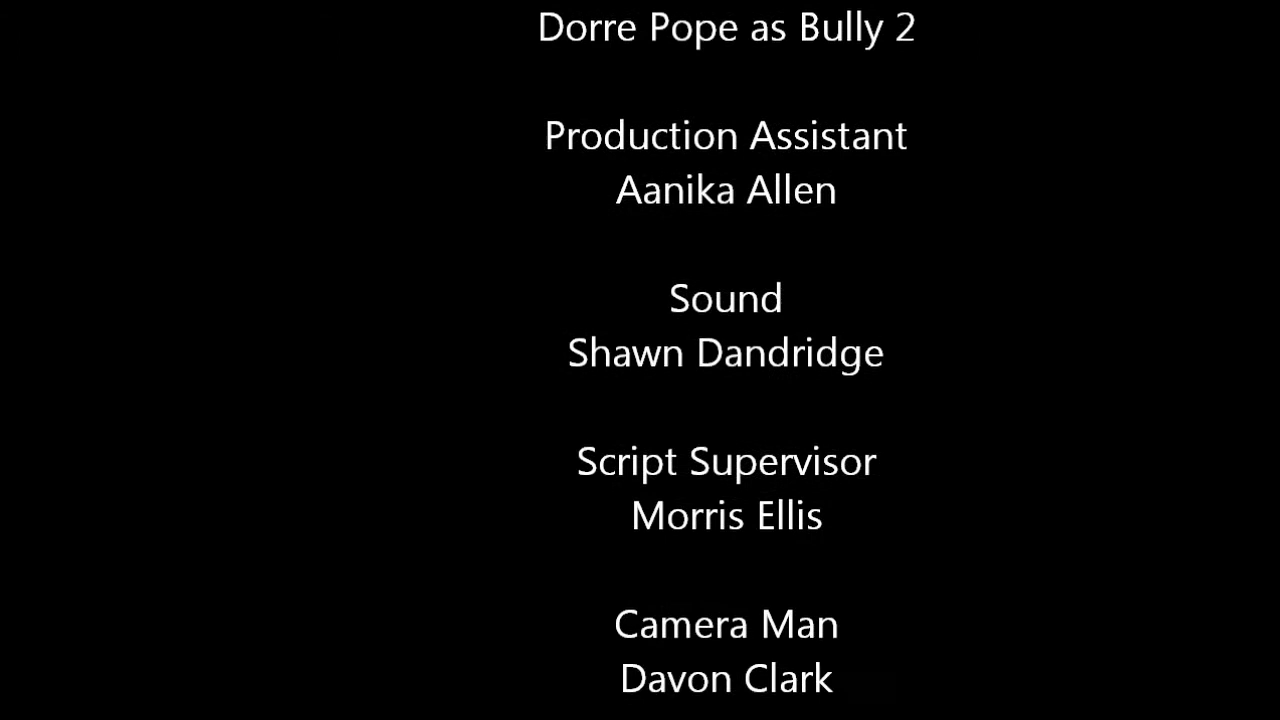 Dorre Pope as Bully 2
Production Assistant
Aanika Allen
Sound
Shawn Dandridge
Script Supervisor
Morris Ellis
Camera Man
Davon Clark